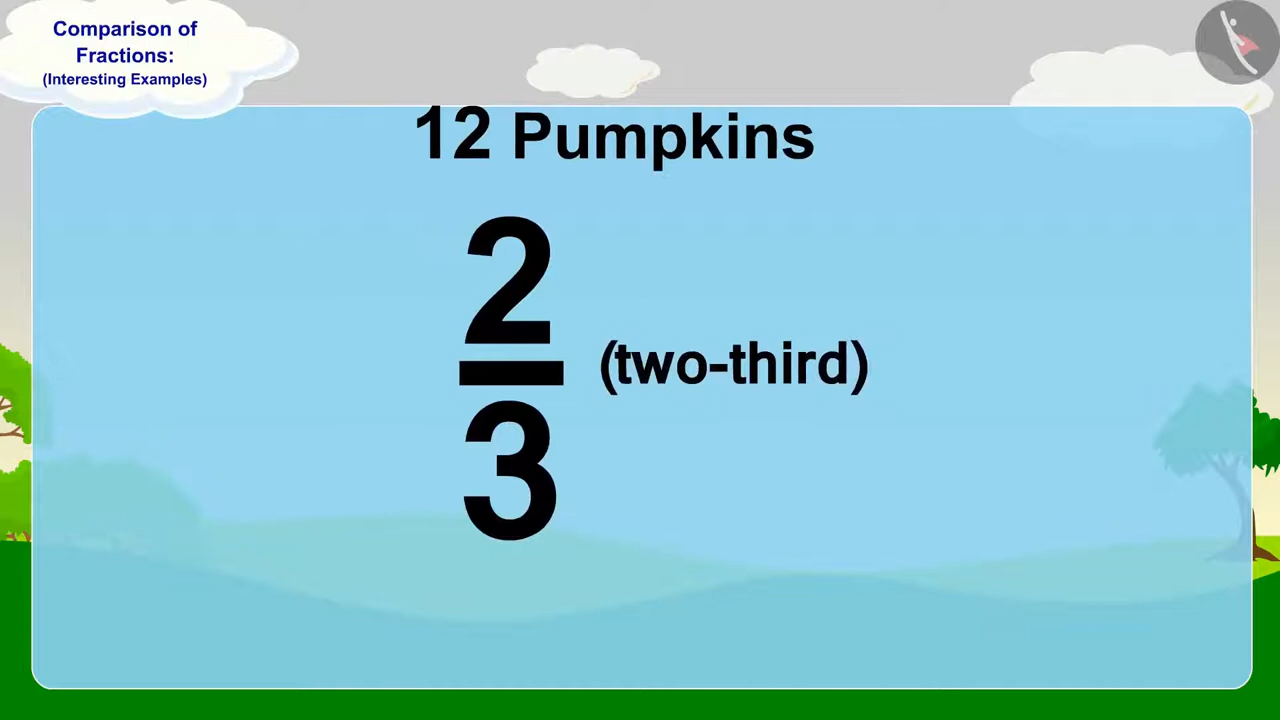 Comparison of
Fractions:
(Interesting Examples)
12 Pumpkins
2
3
(two-third)